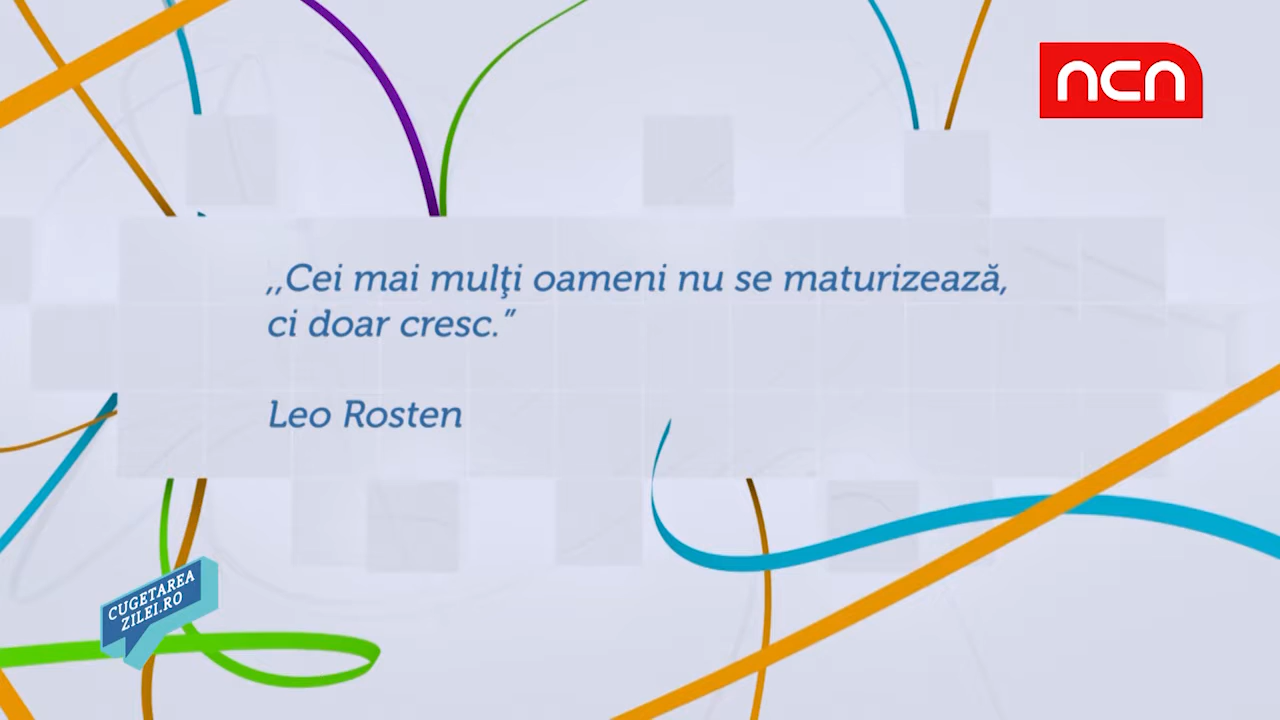 ncn
,,Cei mai mulţi oameni nu se maturizează,
ci doar cresc.”
Leo Rosten
CUGETAREA
ZILEI.RO